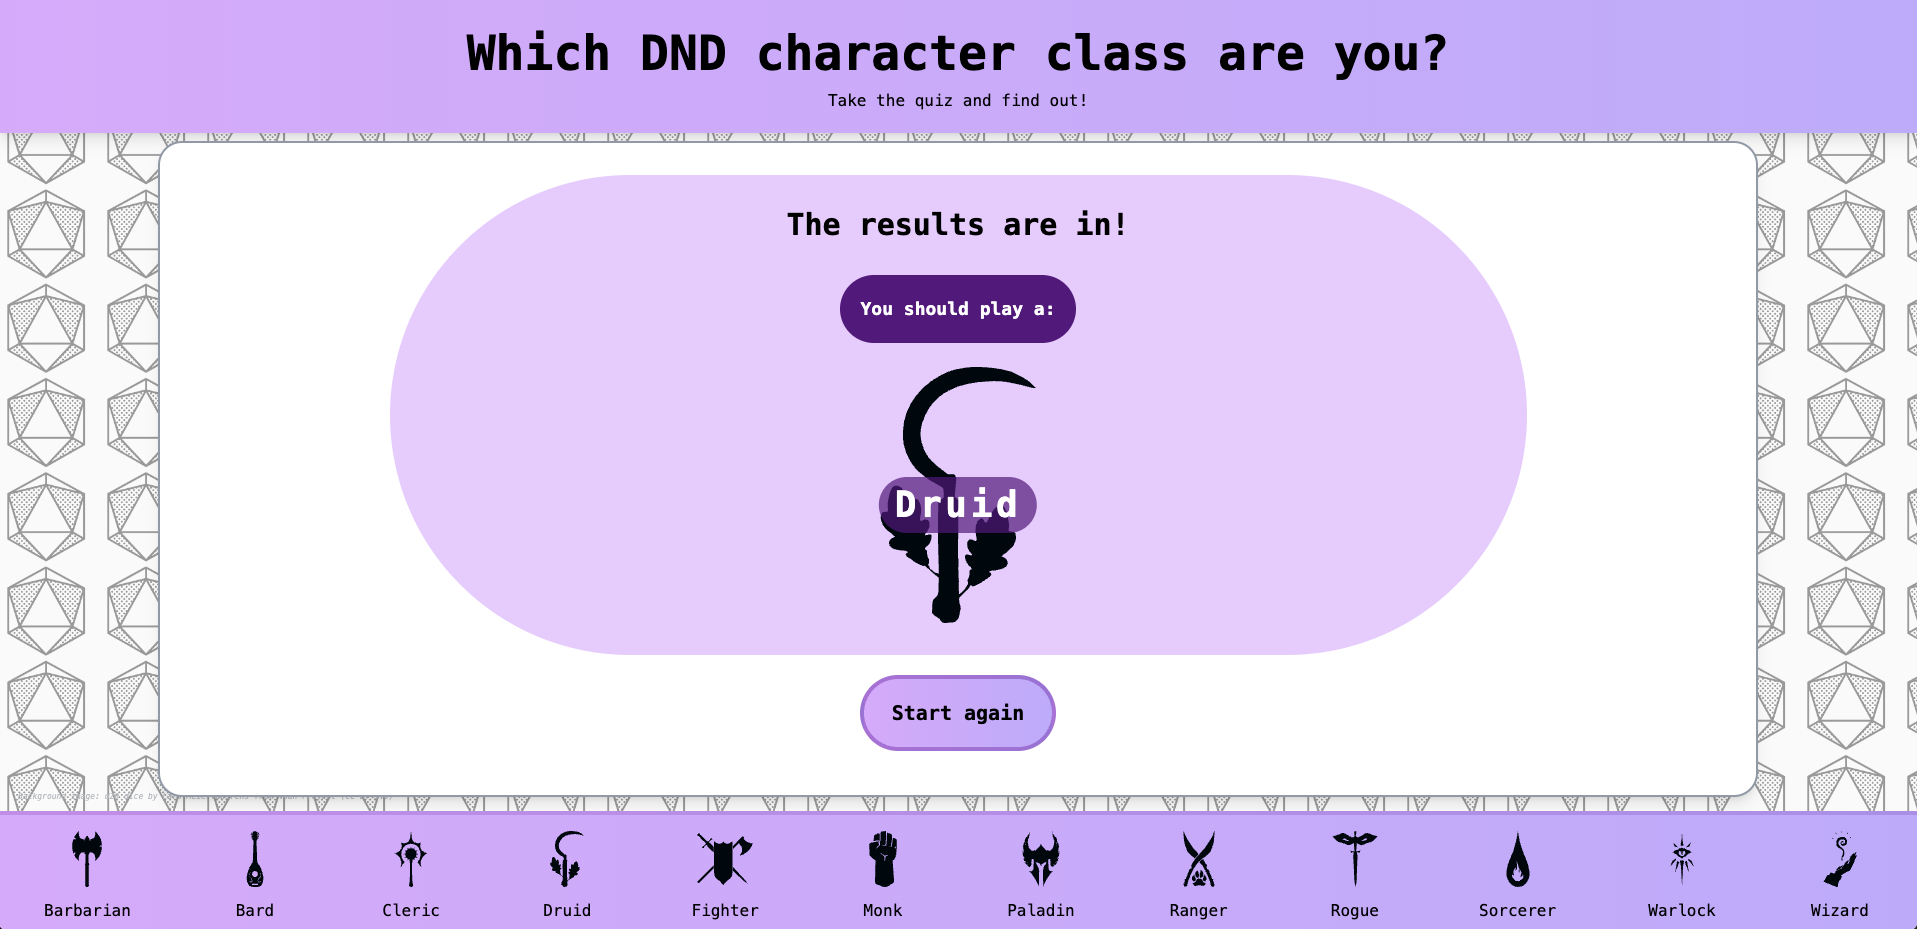 Which DND character class are you?
Take the quiz and find out!
The results are in!
You should play a:
Druid
Start again
Barbarian
Bard
Cleric
Druid
Fighter
Monk
Paladin
Ranger
Rogue
Sorcerer
Warlock
Wizard